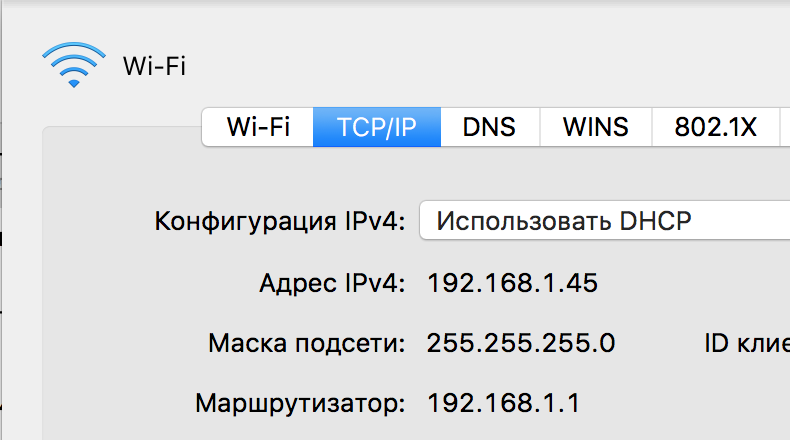 Wi-Fi
Wi-Fi TCP/IP DNS WINS 802.1X
Конфигурация IPv4: Использовать DHCP
Адрес IPv4: 192.168.1.45
Маска подсети: 255.255.255.0 ID клие
Маршрутизатор: 192.168.1.1